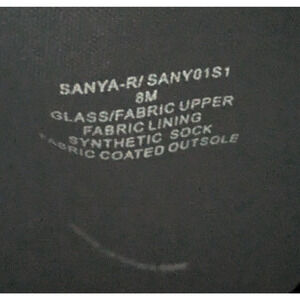 SANYA-R/ SANY01S1
8M
GLASS/FABRIC UPPER
FABRIC LINING
SYNTHETIC SOCK
FABRIC COATED OUTSOLE